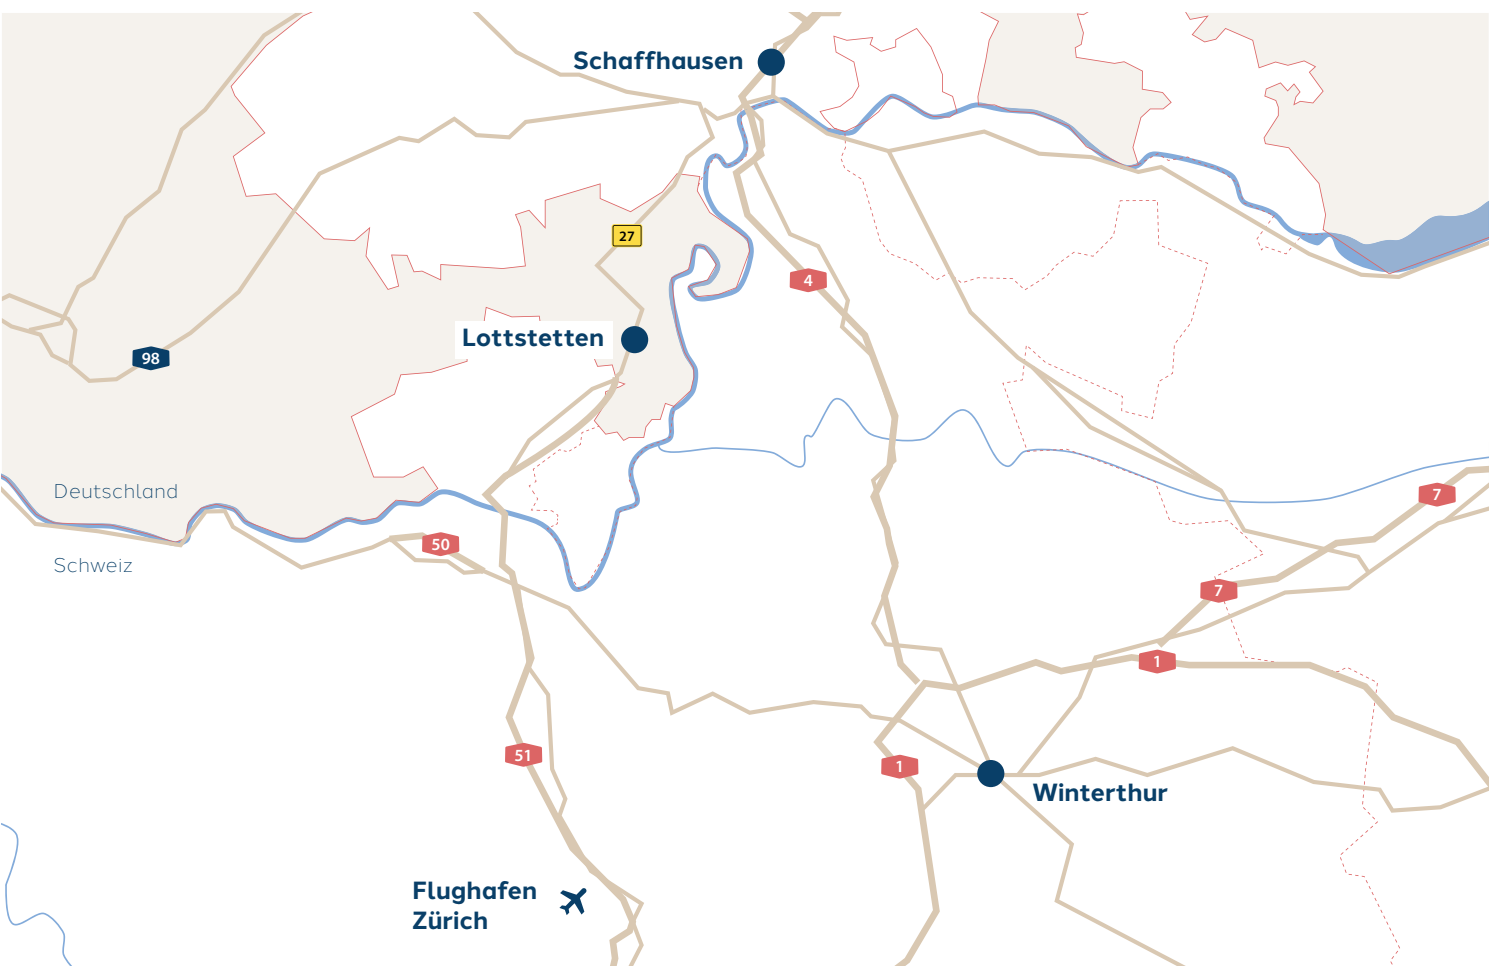 Schaffhausen
27
4
Lottstetten
98
Deutschland
7
50
Schweiz
7
1
51
1
Winterthur
Flughafen
Zürich